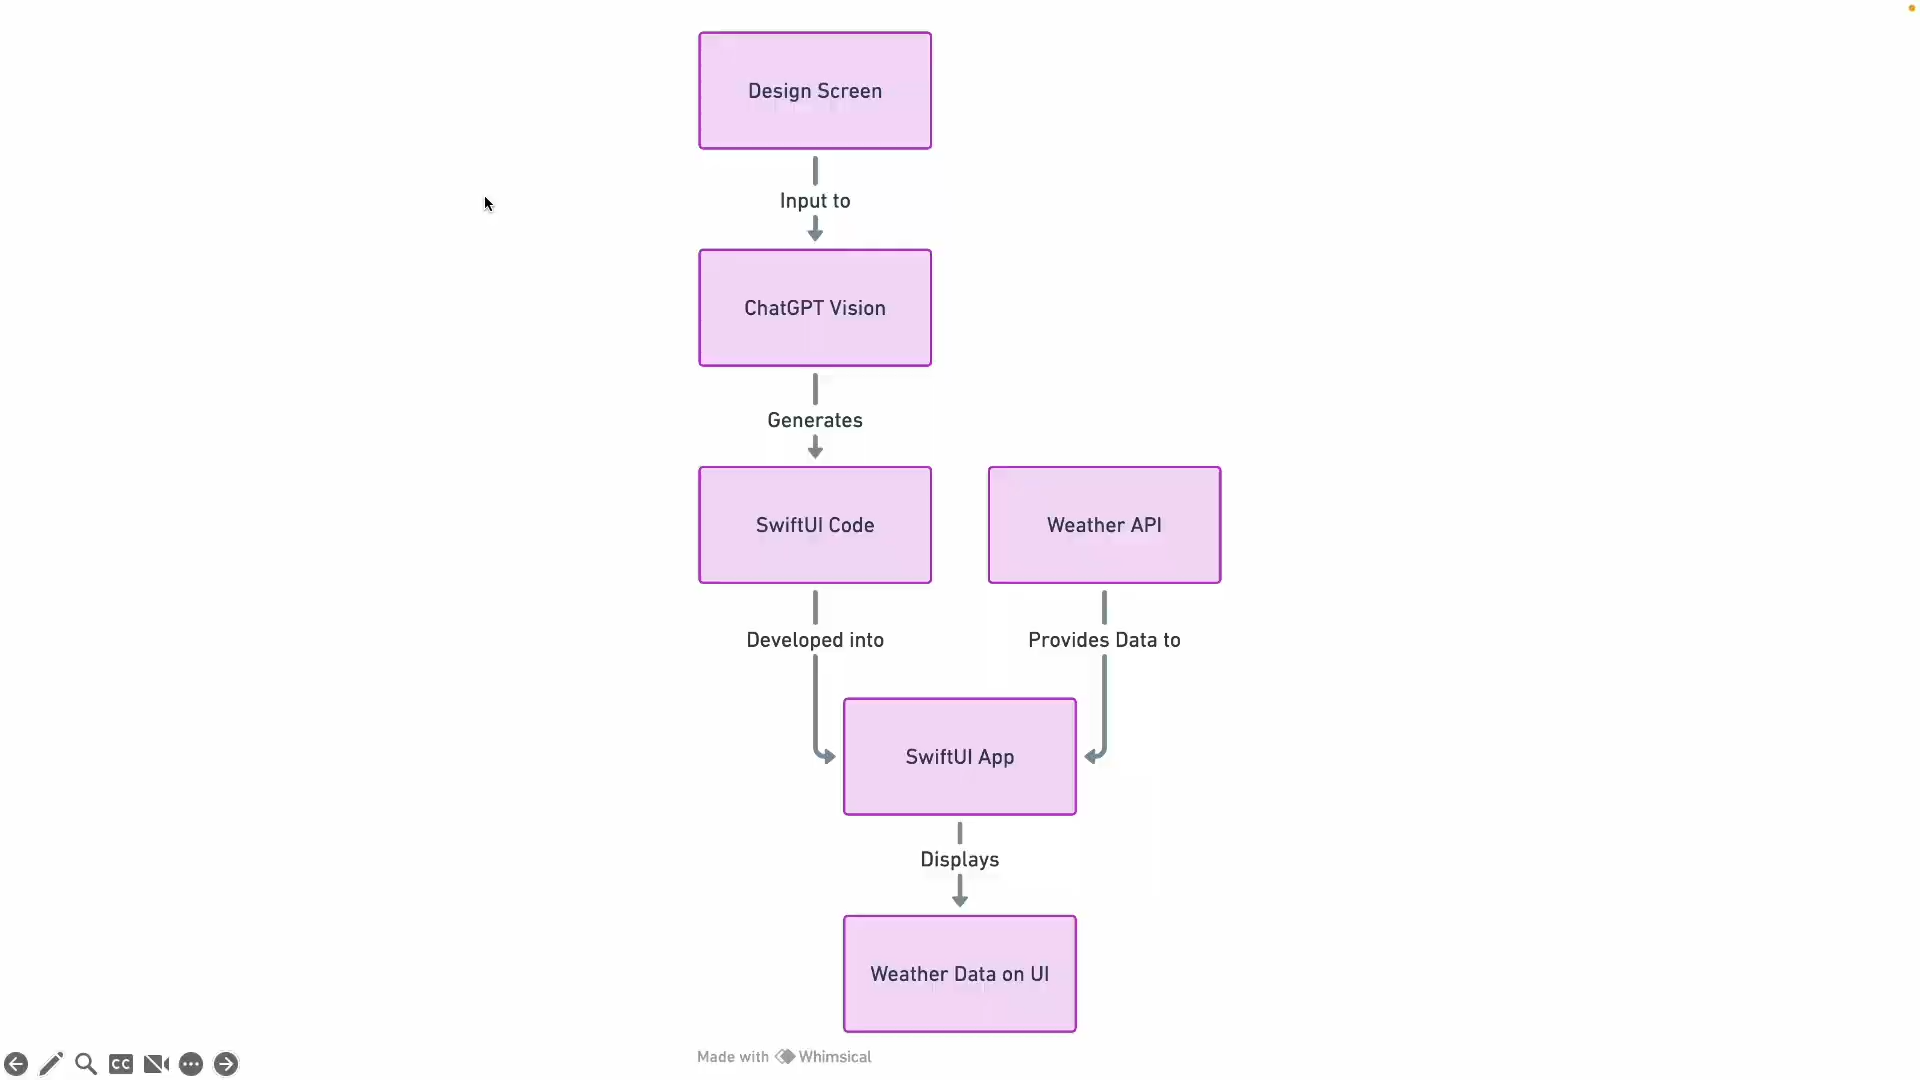 Design Screen
Input to
ChatGPT Vision
Generates
SwiftUI Code
Weather API
Developed into
Provides Data to
SwiftUI App
Displays
Weather Data on UI
Made with Whimsical
CC